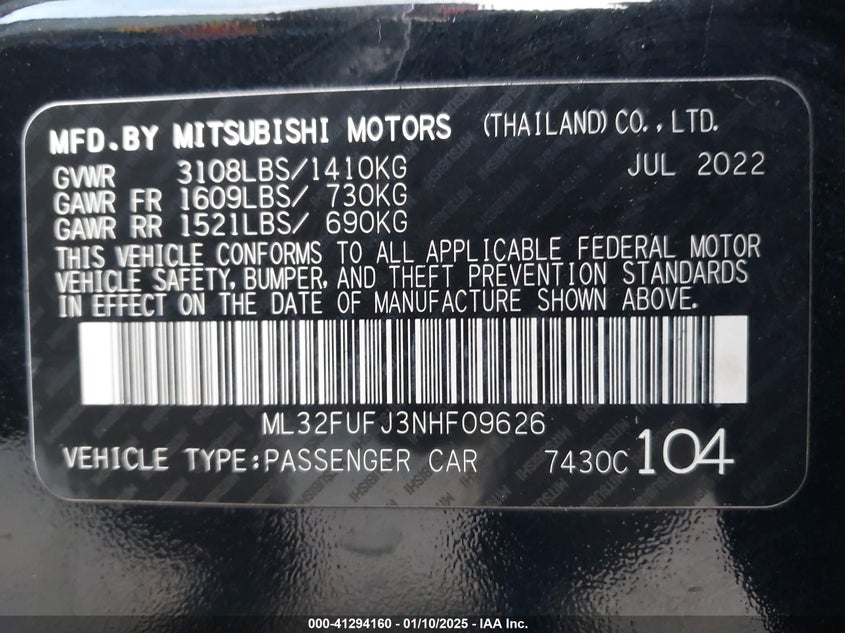 MFD.BY MITSUBISHI MOTORS (THAILAND) CO.,LTD.
GVWR 3108LBS/1410KG JUL 2022
GAWR FR 1609LBS/ 730KG
GAWR RR 1521LBS/ 690KG
THIS VEHICLE CONFORMS TO ALL APPLICABLE FEDERAL MOTOR
VEHICLE SAFETY, BUMPER, AND THEFT PREVENTION STANDARDS
IN EFFECT ON THE DATE OF MANUFACTURE SHOWN ABOVE.
ML32FUFJ3NHF09626
VEHICLE TYPE:PASSENGER CAR 7430C 104
000-41294160 - 01/10/2025 - IAA Inc.